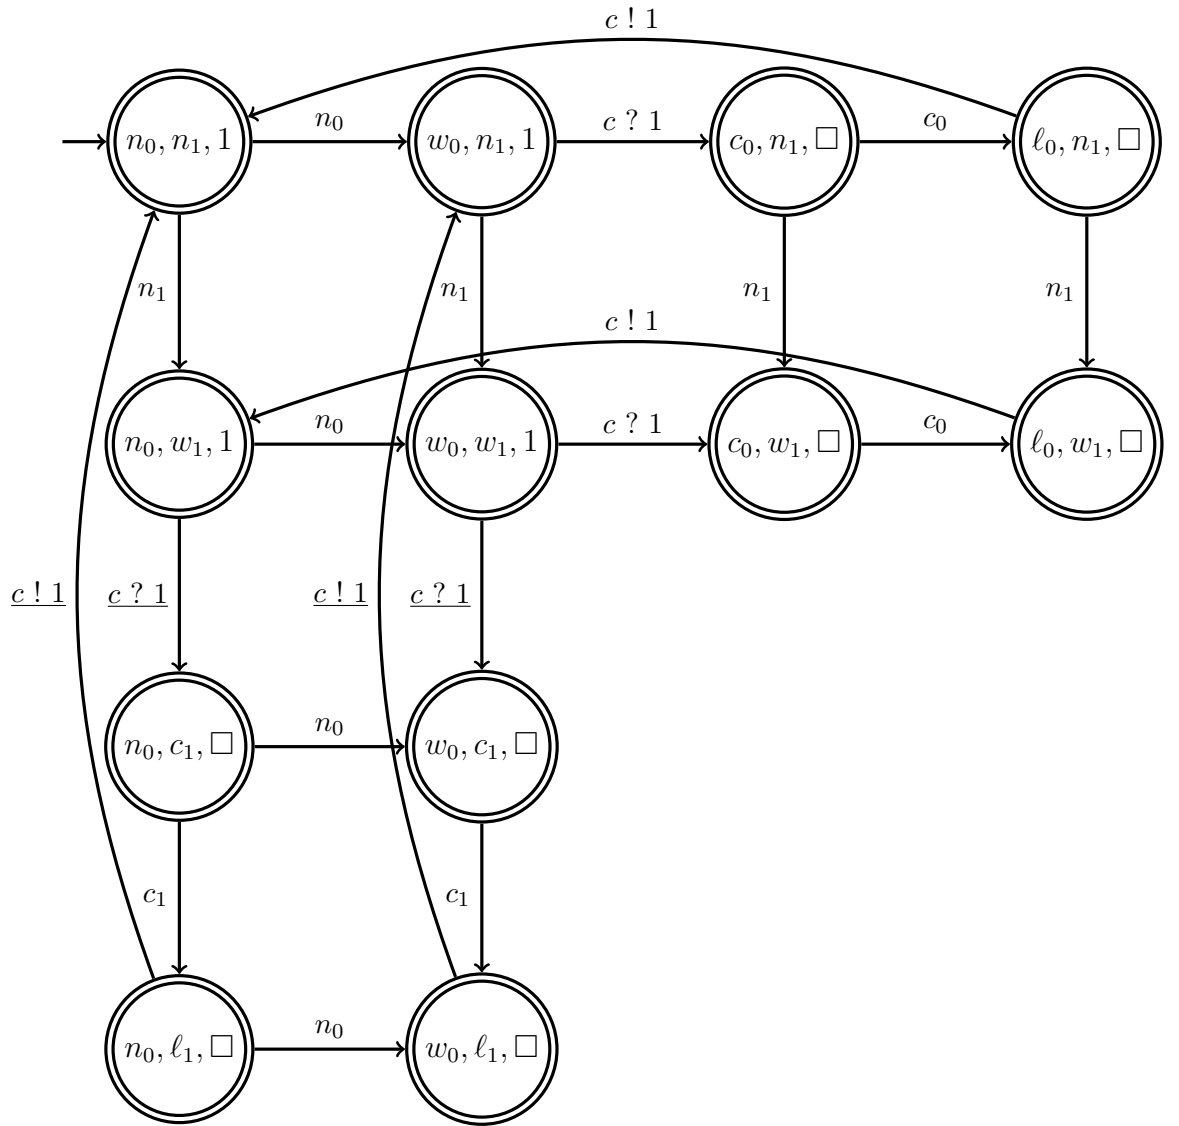 c ! 1
n₀, n₁, 1 n₀ w₀, n₁, 1 c ? 1 c₀, n₁, □ c₀ ℓ₀, n₁, □
n₁ n₁ n₁ n₁
c ! 1
n₀, w₁, 1 n₀ w₀, w₁, 1 c ? 1 c₀, w₁, □ c₀ ℓ₀, w₁, □
c ! 1 c ? 1 c ! 1 c ? 1
n₀, c₁, □ n₀ w₀, c₁, □
c₁ c₁
n₀, ℓ₁, □ n₀ w₀, ℓ₁, □